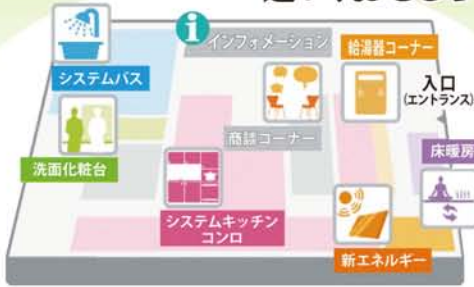 システムバス
インフォメーション
給湯器コーナー
入口
(エントランス)
商談コーナー
洗面化粧台
床暖房
システムキッチン
コンロ
新エネルギー